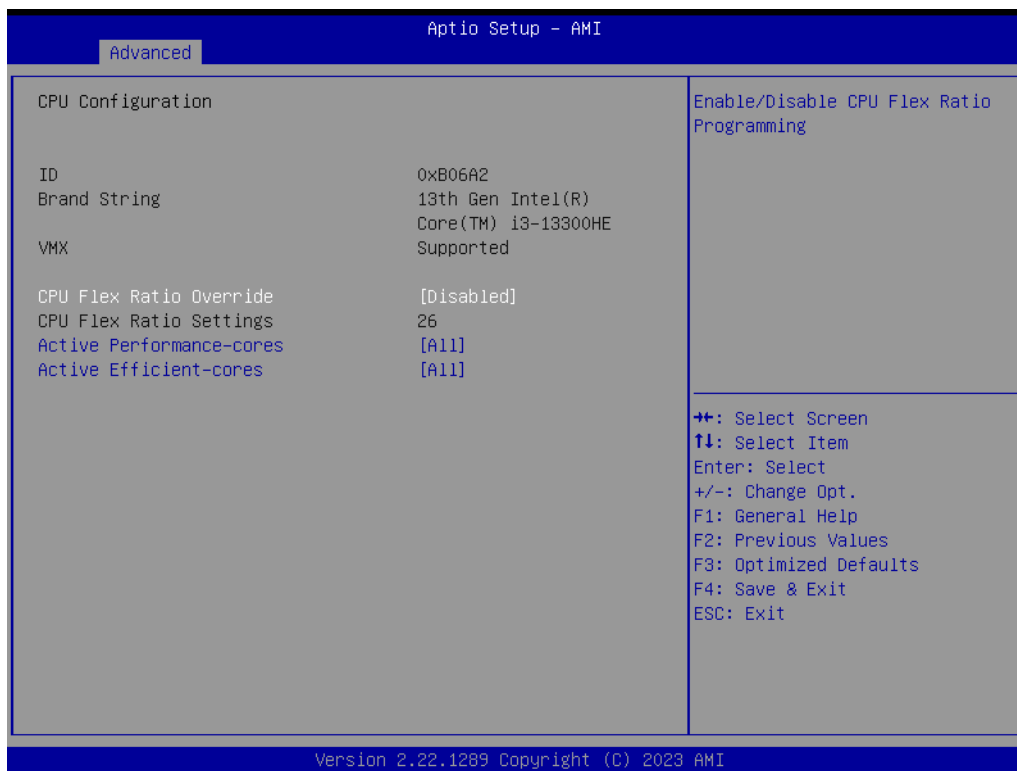 Aptio Setup – AMI
Advanced
CPU Configuration
ID 0xB06A2
Brand String 13th Gen Intel(R)
Core(TM) i3-13300HE
VMX Supported
CPU Flex Ratio Override [Disabled]
CPU Flex Ratio Settings 26
Active Performance-cores [All]
Active Efficient-cores [All]
Enable/Disable CPU Flex Ratio
Programming
→←: Select Screen
↑↓: Select Item
Enter: Select
+/-: Change Opt.
F1: General Help
F2: Previous Values
F3: Optimized Defaults
F4: Save & Exit
ESC: Exit
Version 2.22.1289 Copyright (C) 2023 AMI